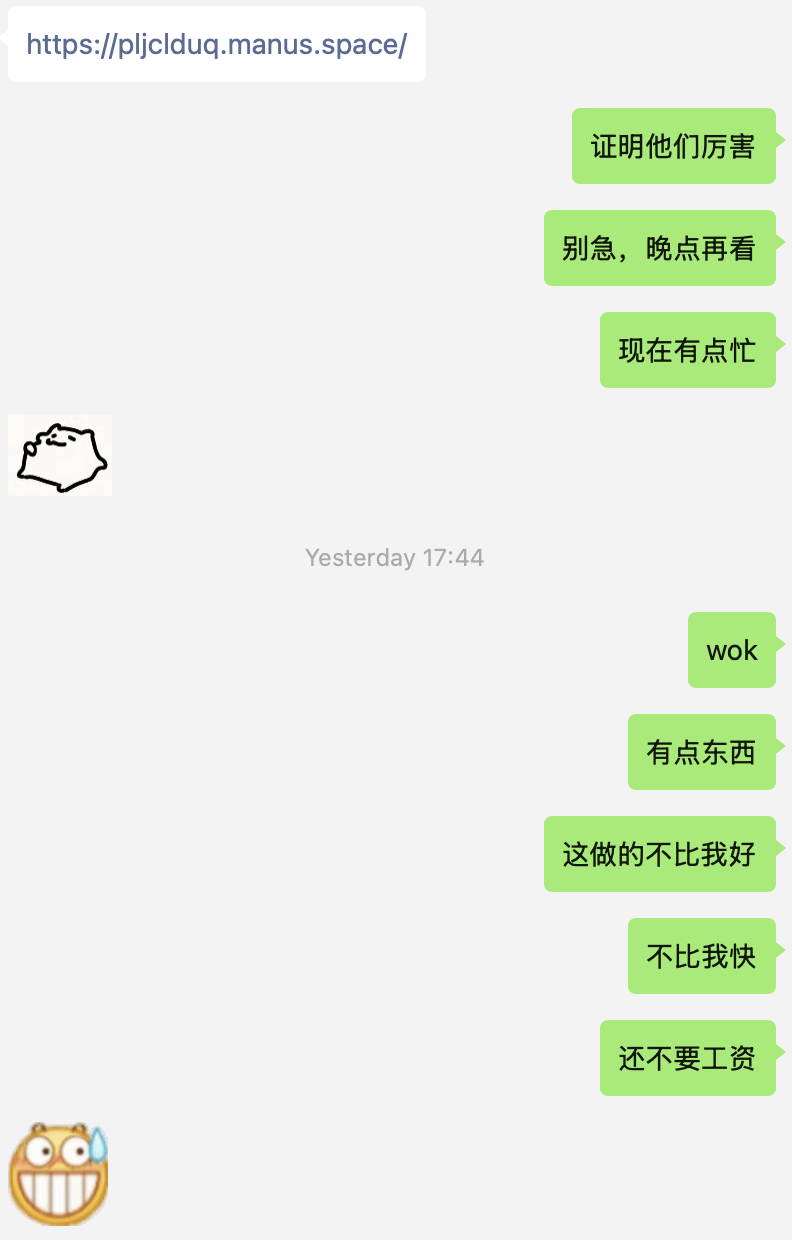 https://pljclduq.manus.space/
证明他们厉害
别急，晚点再看
现在有点忙
Yesterday 17:44
wok
有点东西
这做的不比我好
不比我快
还不要工资